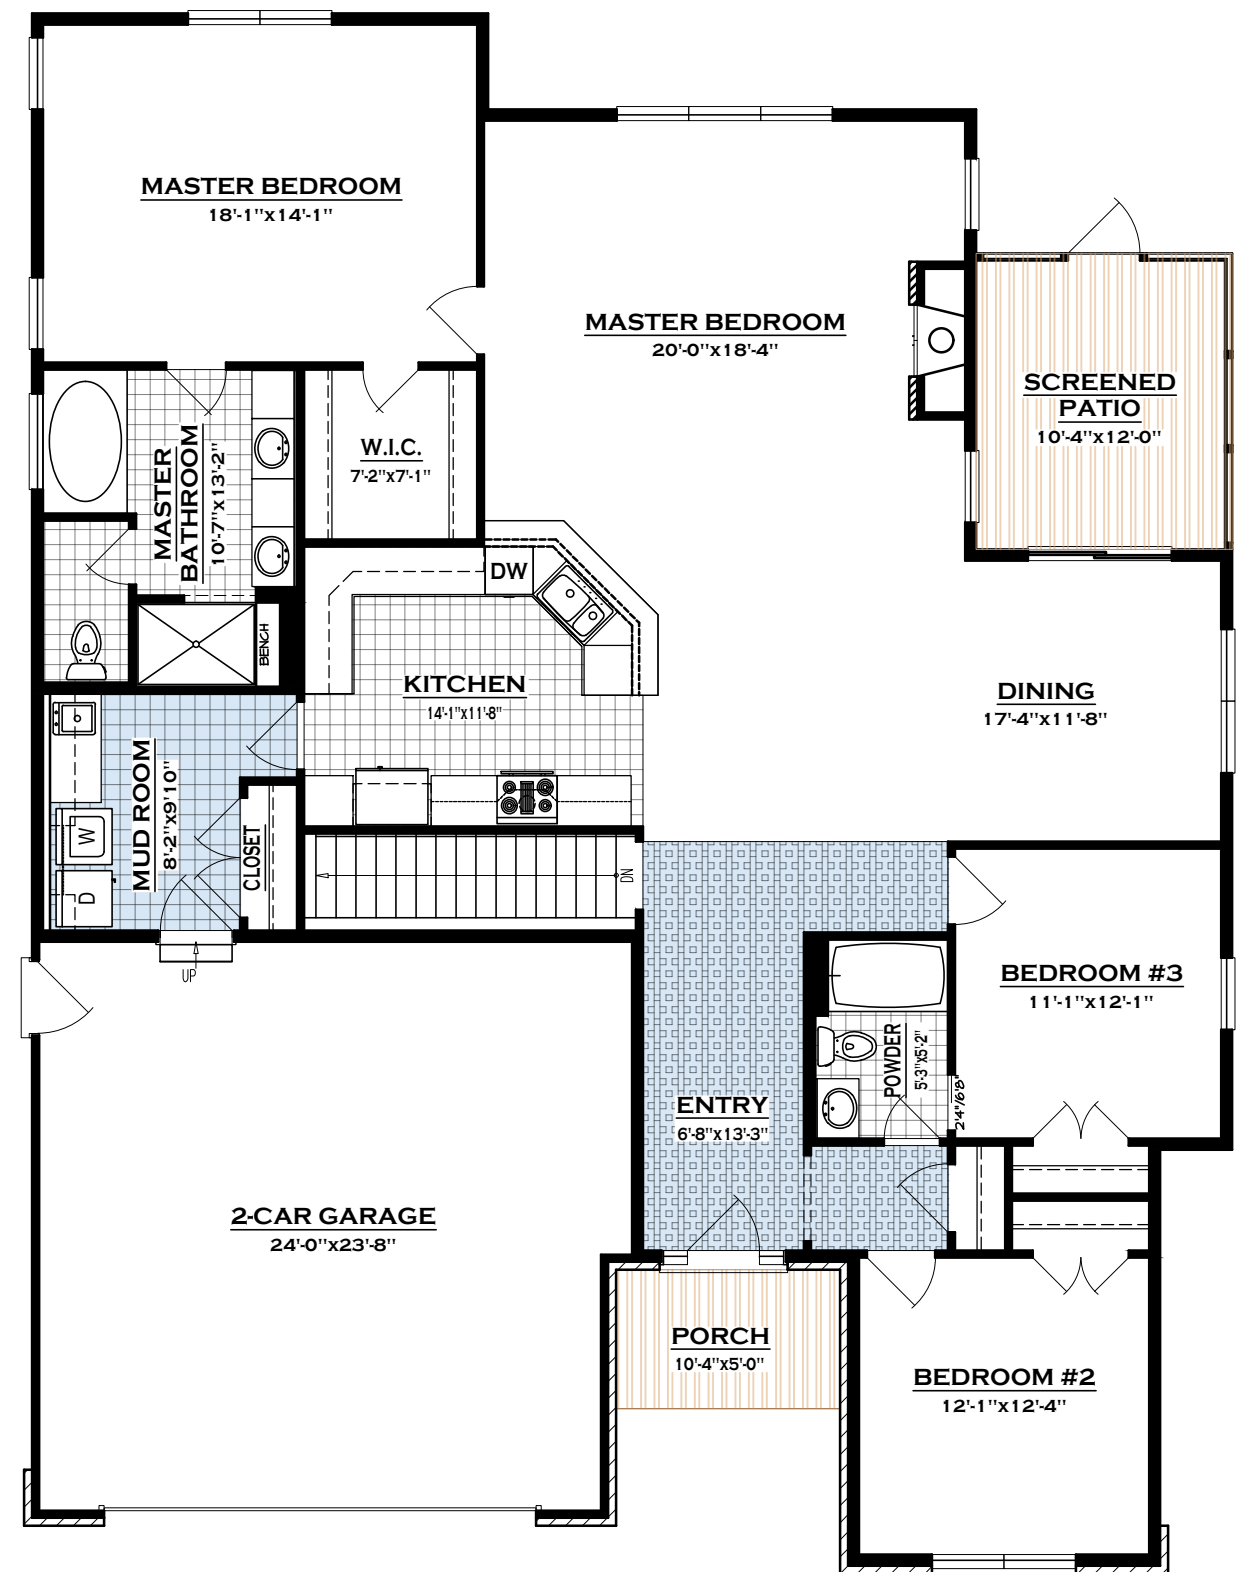 MASTER BEDROOM
18'-1"x14'-1"
MASTER BEDROOM
20'-0"x18'-4"
SCREENED
PATIO
10'-4"x12'-0"
W.I.C.
7'-2"x7'-1"
MASTER
BATHROOM
10'-7"x13'-2"
DW
BENCH
KITCHEN
14'-1"x11'-8"
DINING
17'-4"x11'-8"
MUD ROOM
8'-2"x9'10"
W
D
CLOSET
DN
UP
BEDROOM #3
11'-1"x12'-1"
POWDER
5'-3"x5'-2"
2'4"/6'8"
ENTRY
6'-8"x13'-3"
2-CAR GARAGE
24'-0"x23'-8"
PORCH
10'-4"x5'-0"
BEDROOM #2
12'-1"x12'-4"